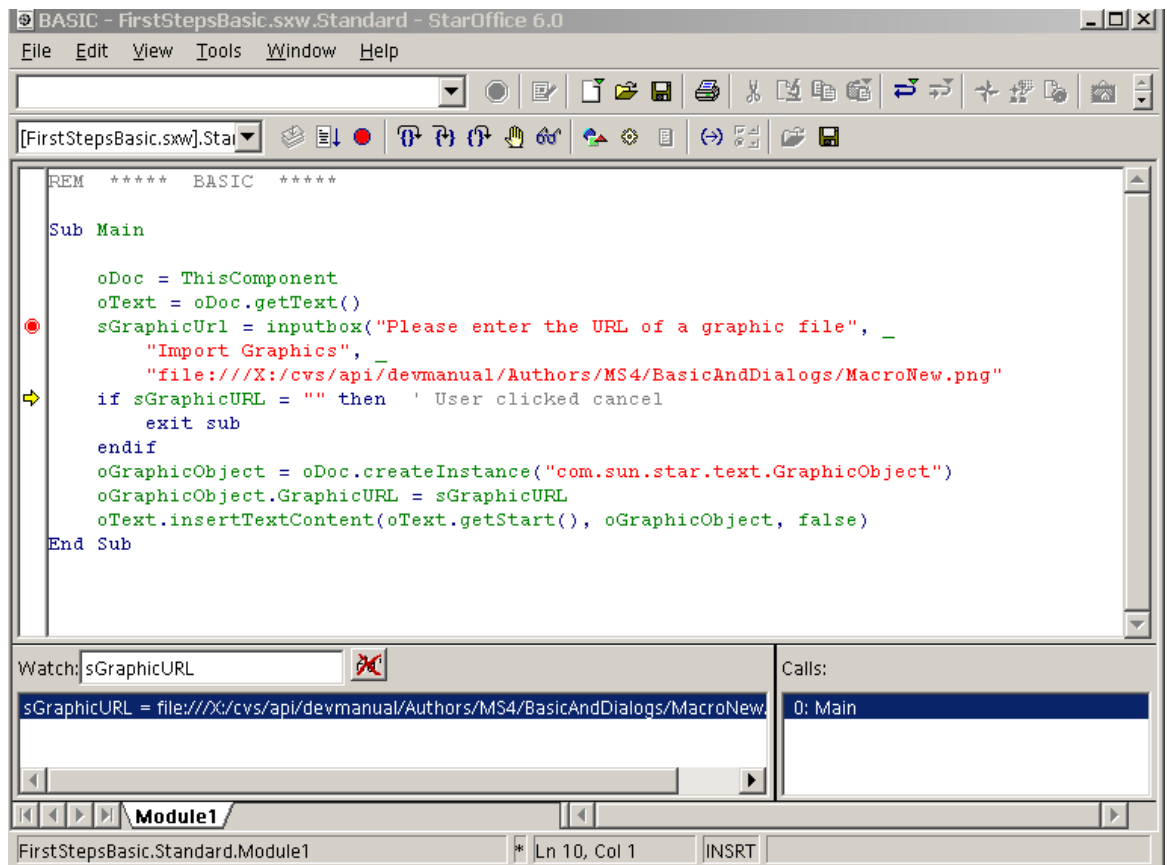 BASIC - FirstStepsBasic.sxw.Standard - StarOffice 6.0
File Edit View Tools Window Help
[FirstStepsBasic.sxw].Star
REM ***** BASIC *****
Sub Main
oDoc = ThisComponent
oText = oDoc.getText()
sGraphicUrl = inputbox("Please enter the URL of a graphic file", _
"Import Graphics", _
"file:///X:/cvs/api/devmanual/Authors/MS4/BasicAndDialogs/MacroNew.png"
if sGraphicURL = "" then ' User clicked cancel
exit sub
endif
oGraphicObject = oDoc.createInstance("com.sun.star.text.GraphicObject")
oGraphicObject.GraphicURL = sGraphicURL
oText.insertTextContent(oText.getStart(), oGraphicObject, false)
End Sub
Watch: sGraphicURL
sGraphicURL = file:///X:/cvs/api/devmanual/Authors/MS4/BasicAndDialogs/MacroNew.
Calls:
0: Main
Module1
FirstStepsBasic.Standard.Module1 * Ln 10, Col 1 INSRT